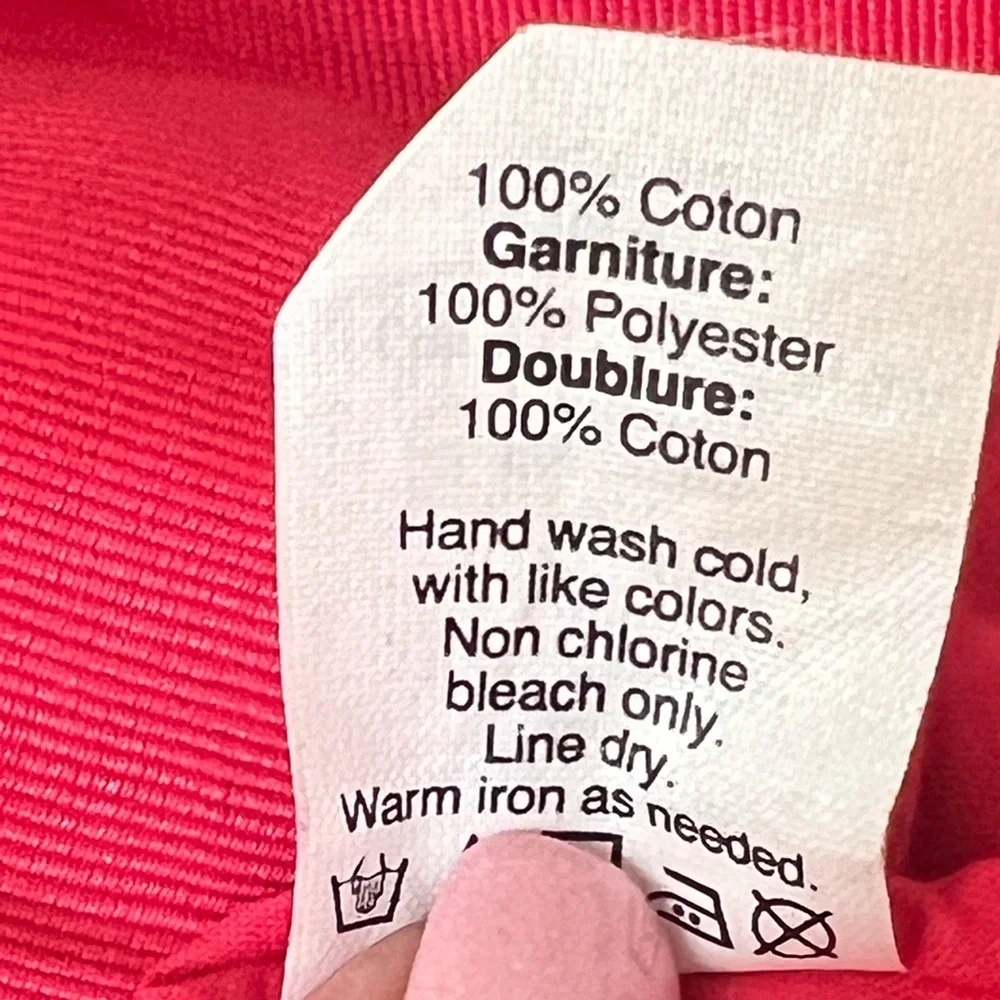 100% Coton
Garniture:
100% Polyester
Doublure:
100% Coton
Hand wash cold,
with like colors.
Non chlorine
bleach only.
Line dry.
Warm iron as needed.